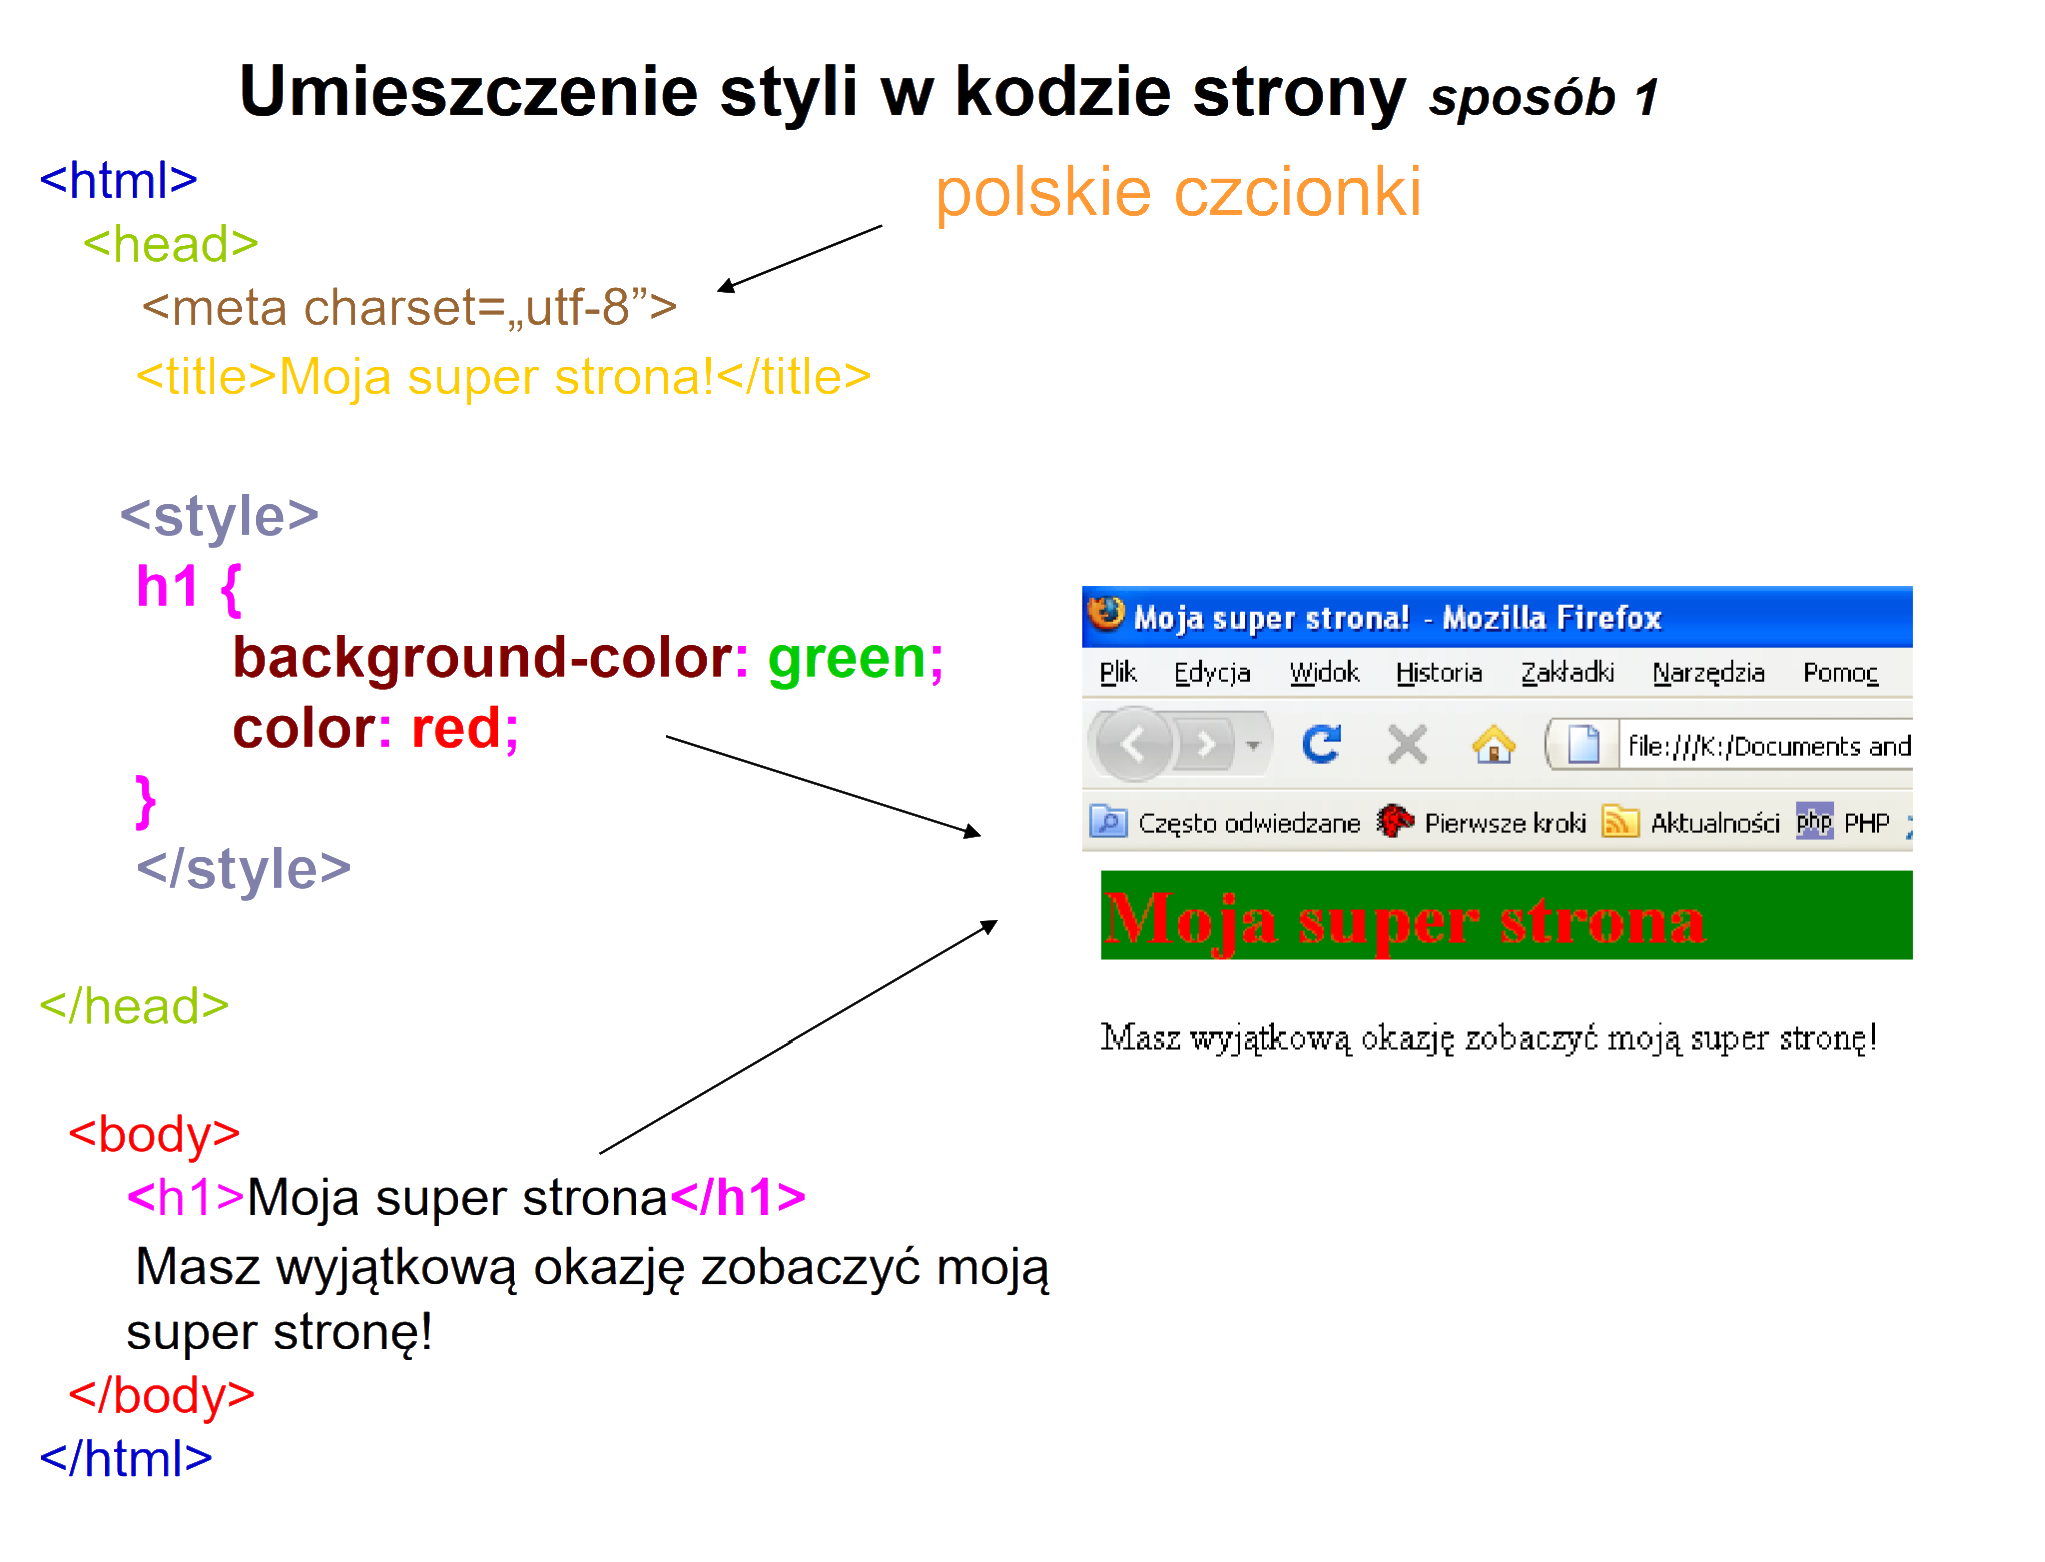 Umieszczenie styli w kodzie strony sposób 1
<html>
polskie czcionki
<head>
<meta charset=„utf-8”>
<title>Moja super strona!</title>
<style>
h1 {
background-color: green;
color: red;
}
</style>
</head>
<body>
<h1>Moja super strona</h1>
Masz wyjątkową okazję zobaczyć moją
super stronę!
</body>
</html>
Moja super strona! - Mozilla Firefox
Plik Edycja Widok Historia Zakładki Narzędzia Pomoc
file:///K:/Documents and
Często odwiedzane Pierwsze kroki Aktualności php PHP
Moja super strona
Masz wyjątkową okazję zobaczyć moją super stronę!